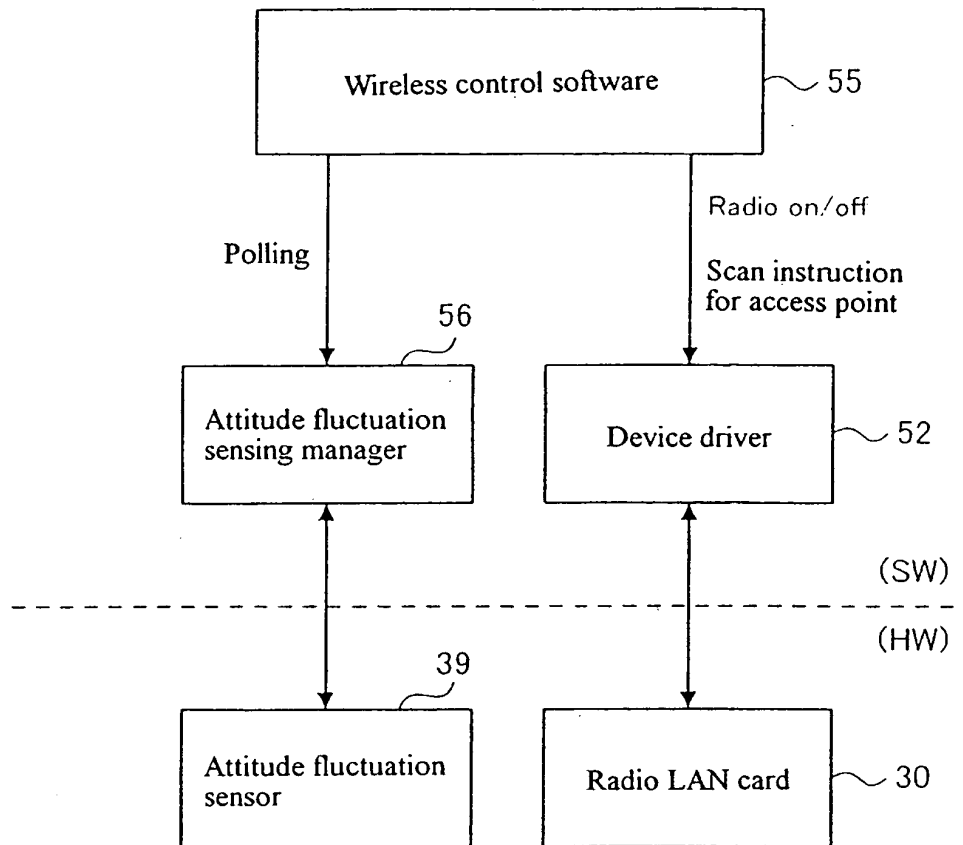 Wireless control software
55
Polling
Radio on/off
Scan instruction
for access point
56
Attitude fluctuation
sensing manager
Device driver
52
(SW)
(HW)
39
Attitude fluctuation
sensor
Radio LAN card
30